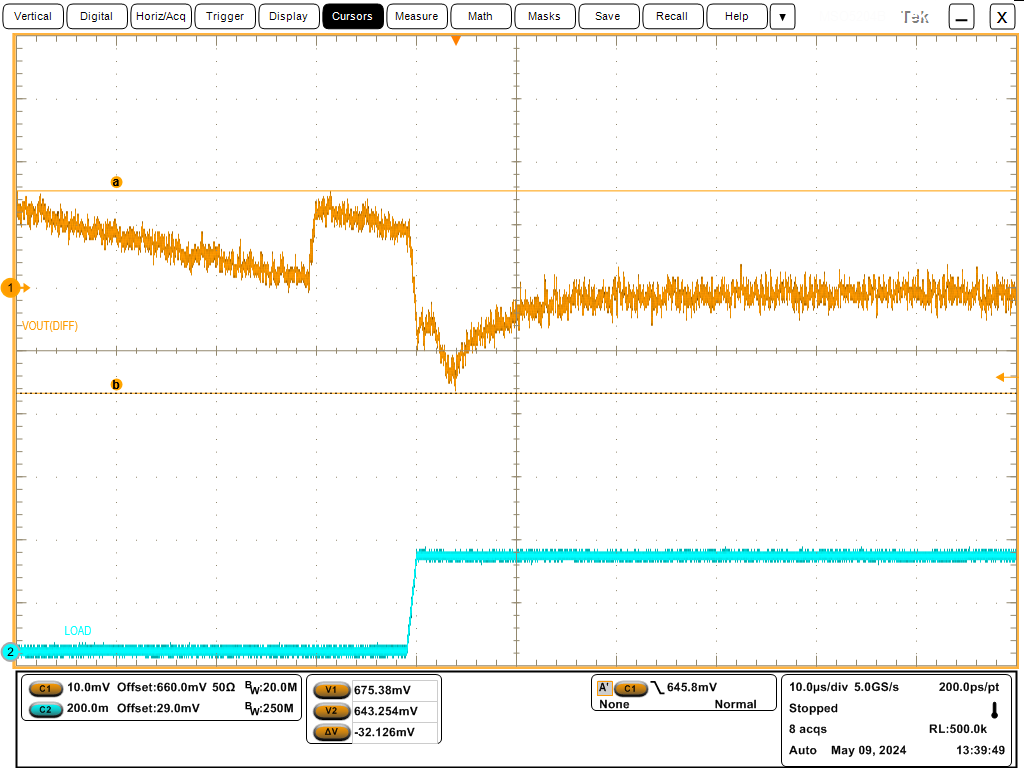 Vertical Digital Horiz/Acq Trigger Display Cursors Measure Math Masks Save Recall Help ▼ Tek X
a
1
VOUT(DIFF)
b
LOAD
2
C1 10.0mV Offset:660.0mV 50Ω BW:20.0M
C2 200.0m Offset:29.0mV BW:250M
V1 675.38mV
V2 643.254mV
ΔV -32.126mV
A' C1 645.8mV
None Normal
10.0µs/div 5.0GS/s 200.0ps/pt
Stopped
8 acqs RL:500.0k
Auto May 09, 2024 13:39:49